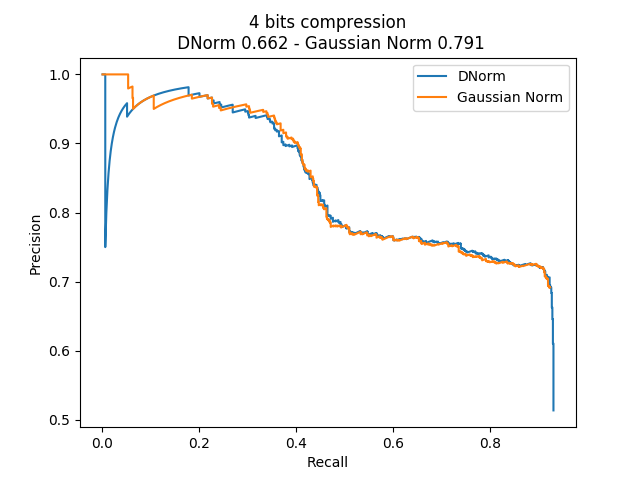 4 bits compression
DNorm 0.662 - Gaussian Norm 0.791
DNorm
Gaussian Norm
1.0
0.9
0.8
0.7
0.6
0.5
Precision
0.0
0.2
0.4
0.6
0.8
Recall